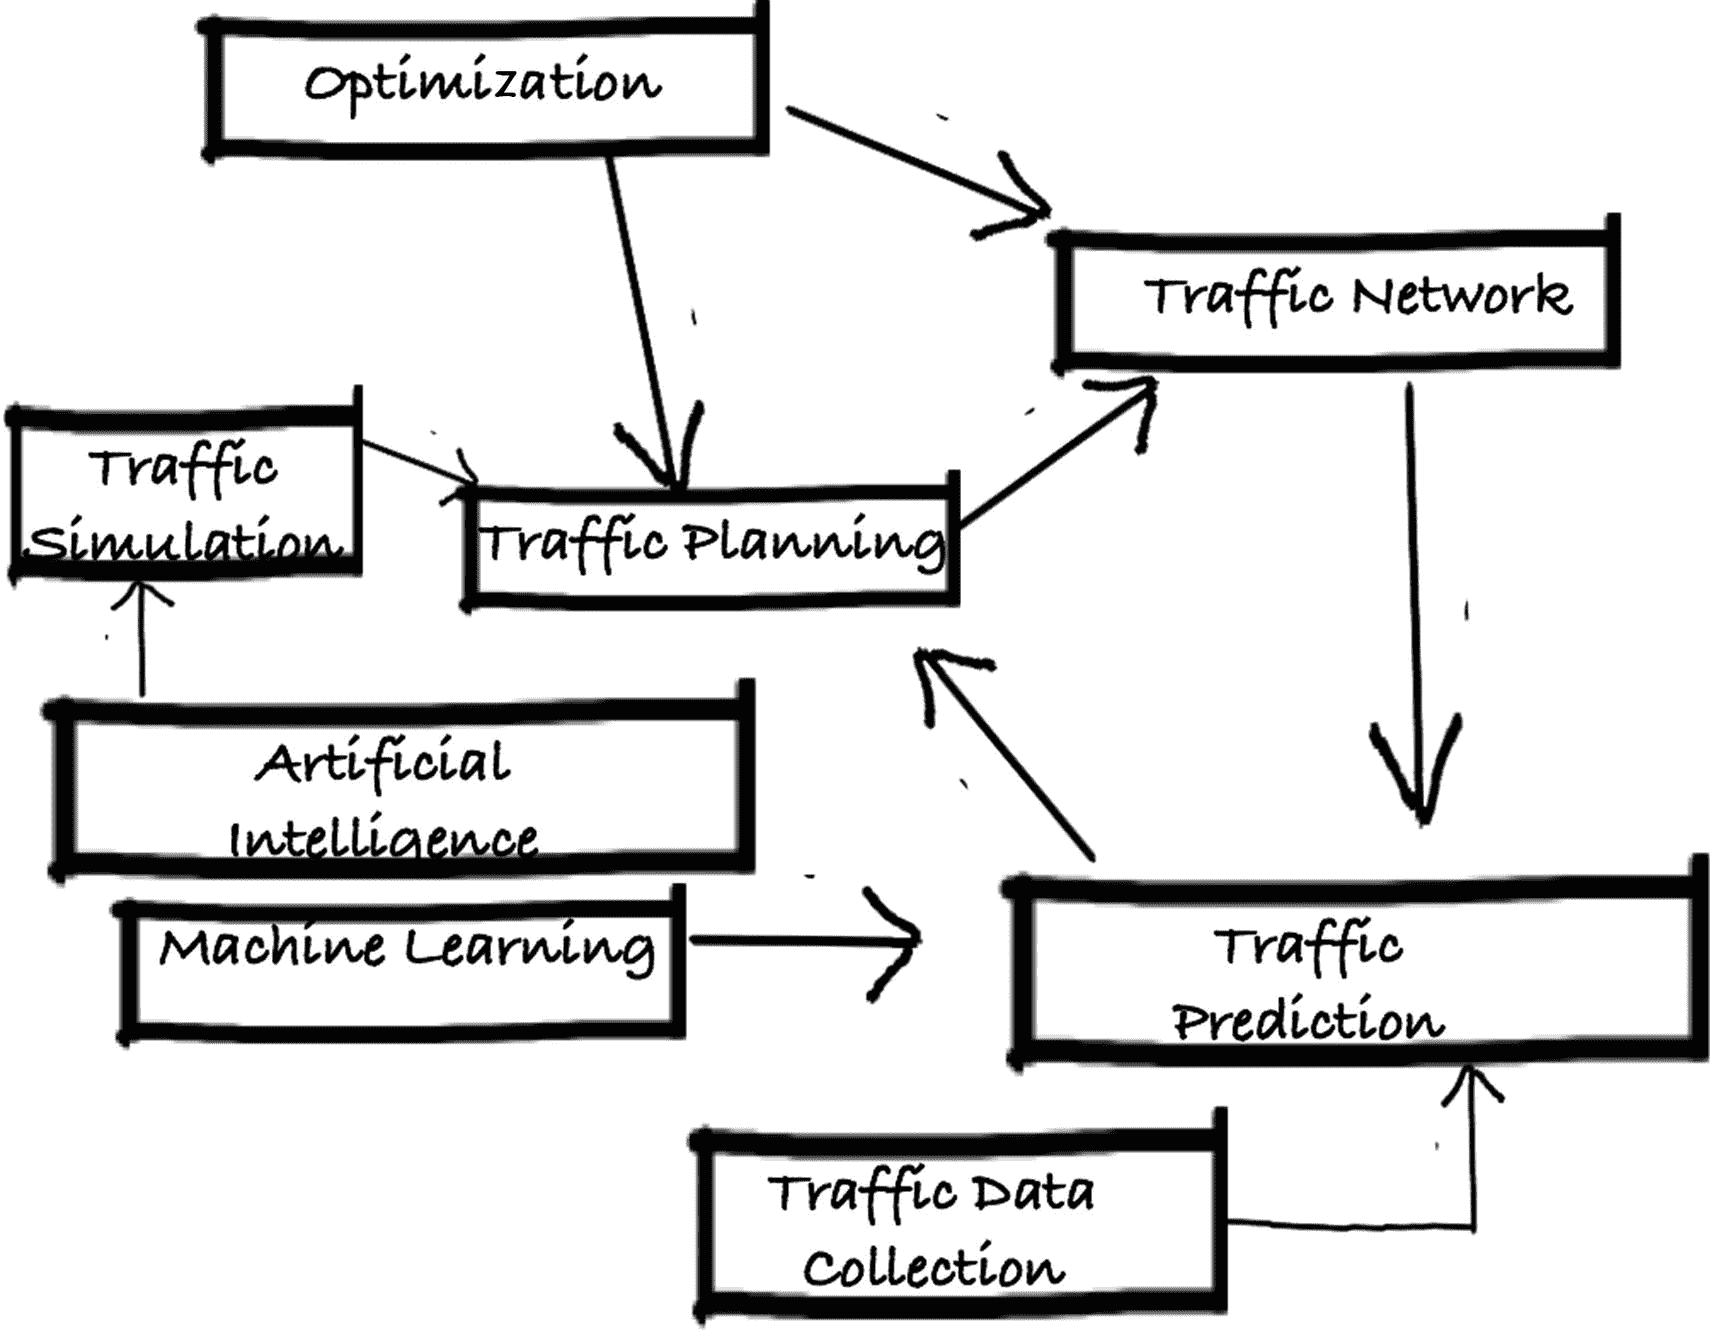 Optimization
Traffic Network
Traffic
Simulation
Traffic Planning
Artificial
Intelligence
Machine Learning
Traffic
Prediction
Traffic Data
Collection